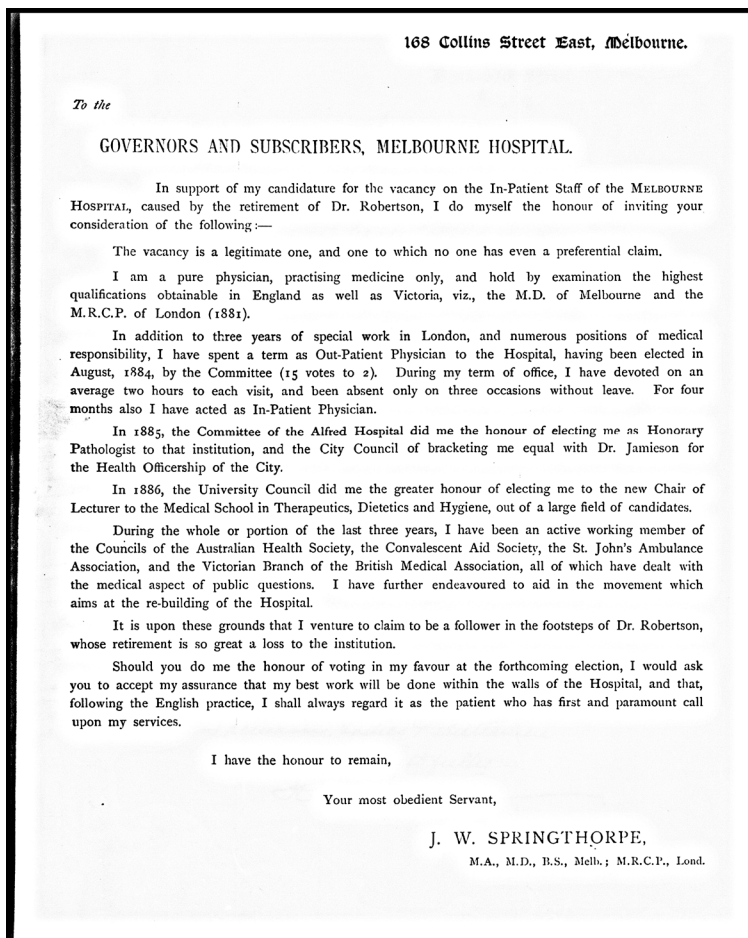 168 Collins Street East, Melbourne.
To the
GOVERNORS AND SUBSCRIBERS, MELBOURNE HOSPITAL.
In support of my candidature for the vacancy on the In-Patient Staff of the MELBOURNE
HOSPITAL, caused by the retirement of Dr. Robertson, I do myself the honour of inviting your
consideration of the following:—
The vacancy is a legitimate one, and one to which no one has even a preferential claim.
I am a pure physician, practising medicine only, and hold by examination the highest
qualifications obtainable in England as well as Victoria, viz., the M.D. of Melbourne and the
M.R.C.P. of London (1881).
In addition to three years of special work in London, and numerous positions of medical
responsibility, I have spent a term as Out-Patient Physician to the Hospital, having been elected in
August, 1884, by the Committee (15 votes to 2). During my term of office, I have devoted on an
average two hours to each visit, and been absent only on three occasions without leave. For four
months also I have acted as In-Patient Physician.
In 1885, the Committee of the Alfred Hospital did me the honour of electing me as Honorary
Pathologist to that institution, and the City Council of bracketing me equal with Dr. Jamieson for
the Health Officership of the City.
In 1886, the University Council did me the greater honour of electing me to the new Chair of
Lecturer to the Medical School in Therapeutics, Dietetics and Hygiene, out of a large field of candidates.
During the whole or portion of the last three years, I have been an active working member of
the Councils of the Australian Health Society, the Convalescent Aid Society, the St. John's Ambulance
Association, and the Victorian Branch of the British Medical Association, all of which have dealt with
the medical aspect of public questions. I have further endeavoured to aid in the movement which
aims at the re-building of the Hospital.
It is upon these grounds that I venture to claim to be a follower in the footsteps of Dr. Robertson,
whose retirement is so great a loss to the institution.
Should you do me the honour of voting in my favour at the forthcoming election, I would ask
you to accept my assurance that my best work will be done within the walls of the Hospital, and that,
following the English practice, I shall always regard it as the patient who has first and paramount call
upon my services.
I have the honour to remain,
Your most obedient Servant,
J. W. SPRINGTHORPE,
M.A., M.D., B.S., Melb.; M.R.C.P., Lond.